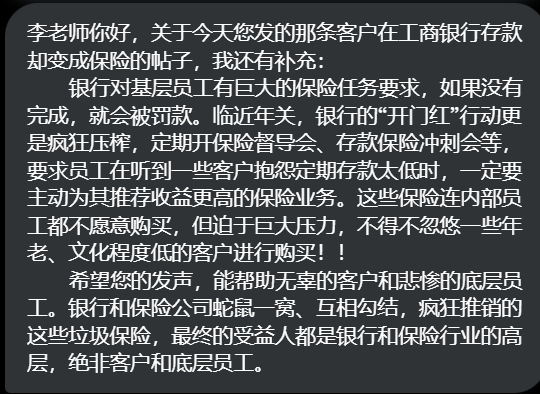 李老师你好，关于今天您发的那条客户在工商银行存款
却变成保险的帖子，我还有补充：
银行对基层员工有巨大的保险任务要求，如果没有
完成，就会被罚款。临近年关，银行的“开门红”行动更
是疯狂压榨，定期开保险督导会、存款保险冲刺会等，
要求员工在听到一些客户抱怨定期存款太低时，一定要
主动为其推荐收益更高的保险业务。这些保险连内部员
工都不愿意购买，但迫于巨大压力，不得不忽悠一些年
老、文化程度低的客户进行购买！！
希望您的发声，能帮助无辜的客户和悲惨的底层员
工。银行和保险公司蛇鼠一窝、互相勾结，疯狂推销的
这些垃圾保险，最终的受益人都是银行和保险行业的高
层，绝非客户和底层员工。